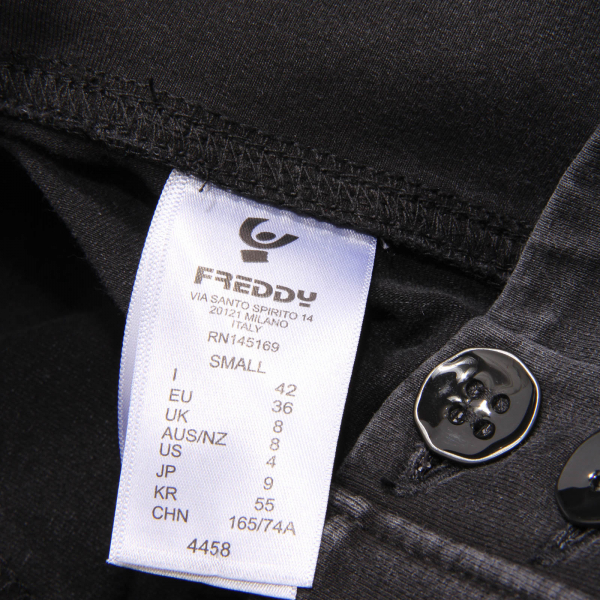 FREDDY
VIA SANTO SPIRITO 14
20121 MILANO
ITALY
RN145169
SMALL
I 42
EU 36
UK 8
AUS/NZ 8
US 4
JP 9
KR 55
CHN 165/74A
4458